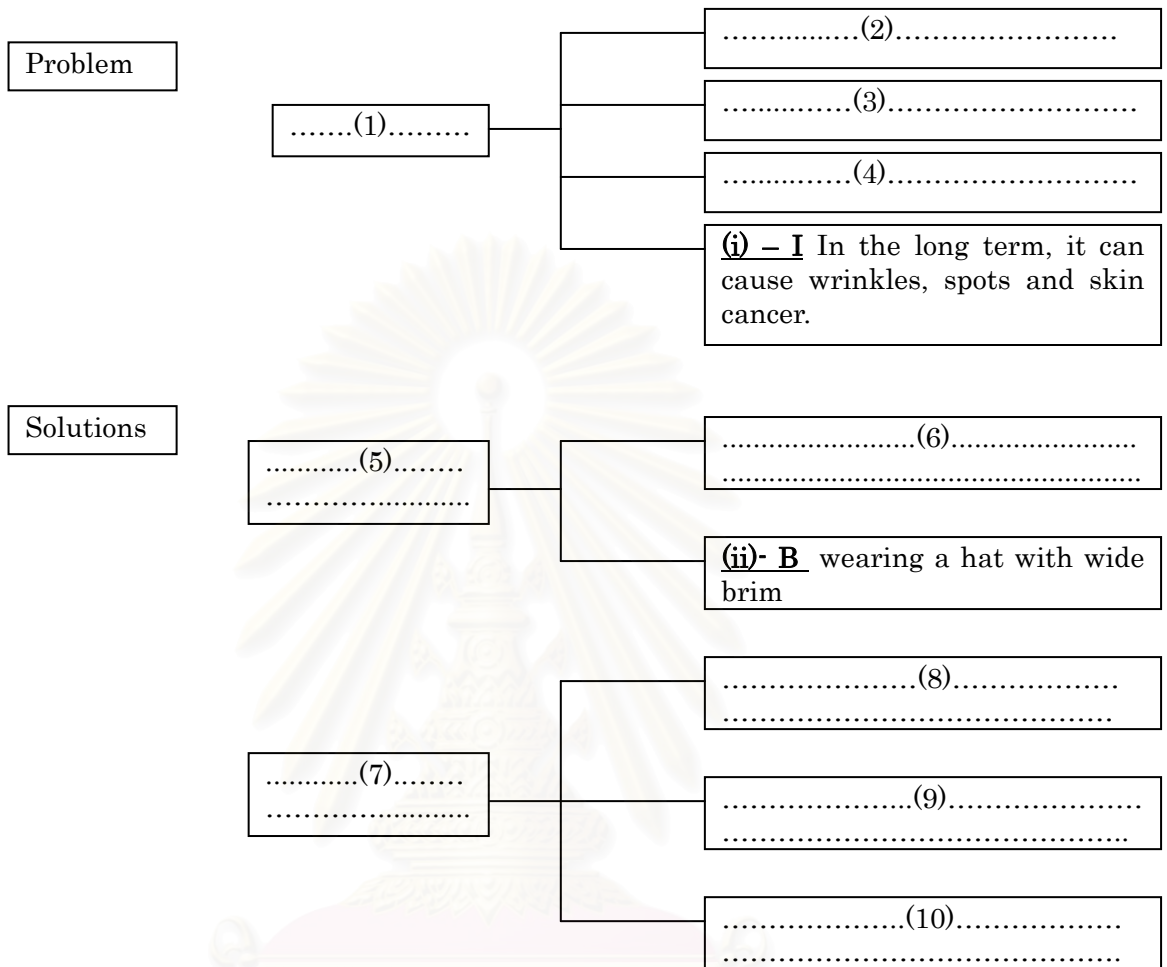 Problem
…...........…(2)……………………
….......……(3)………………………
…….(1)………
….......……(4)………………………
(i) – I In the long term, it can
cause wrinkles, spots and skin
cancer.
Solutions
............(5)..……
…………............
.........................(6)........................
......................................................
(ii)- B wearing a hat with wide
brim
…………………(8)………………
……………………………………
............(7)..……
…………............
…………………(9)…………………
……………………………………..
…………………(10)………………
…………………………………….